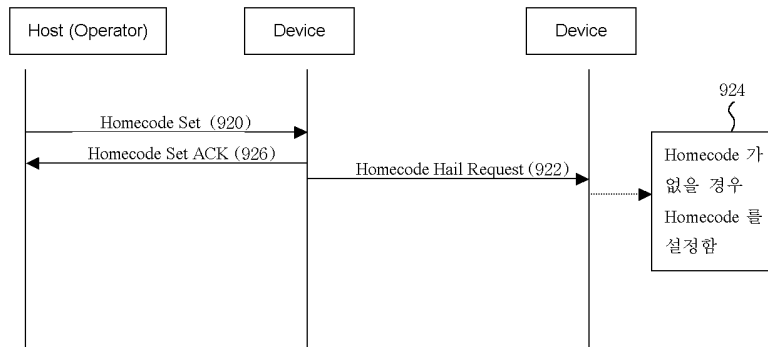 Host (Operator)
Device
Device
Homecode Set (920)
Homecode Set ACK (926)
Homecode Hail Request (922)
924
Homecode 가
없을 경우
Homecode 를
설정함